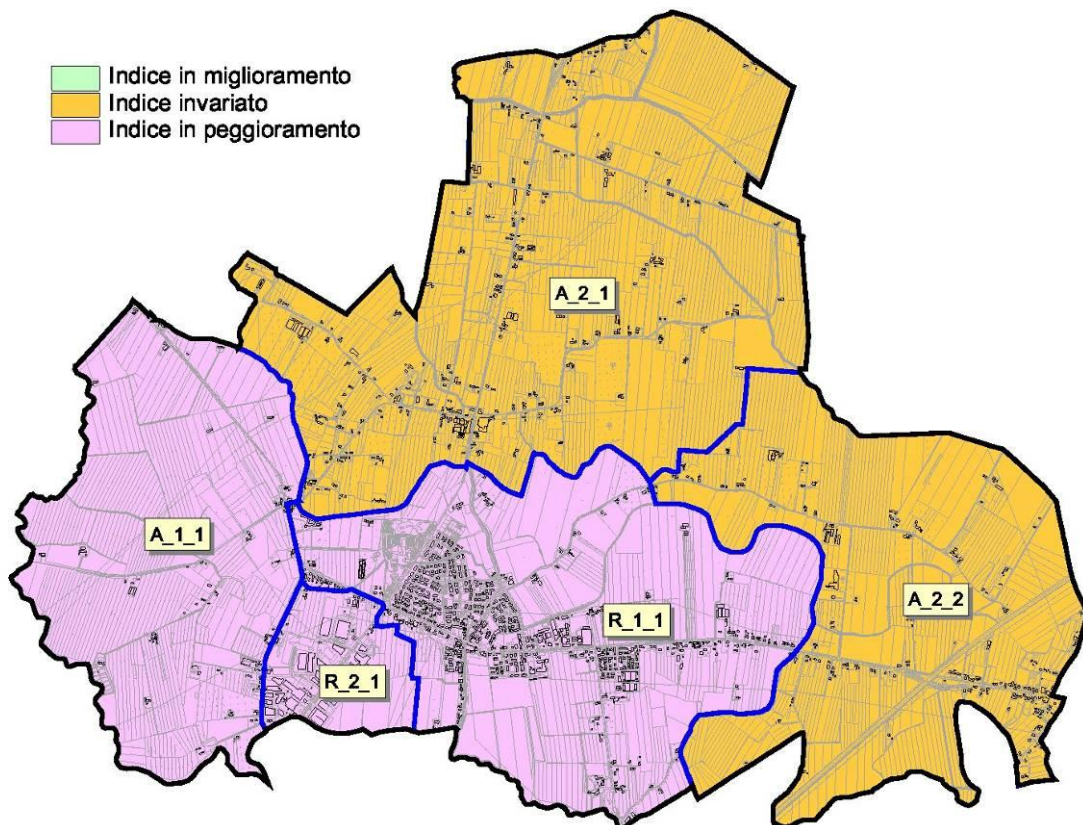 Indice in miglioramento
Indice invariato
Indice in peggioramento
A_2_1
A_1_1
A_2_2
R_1_1
R_2_1